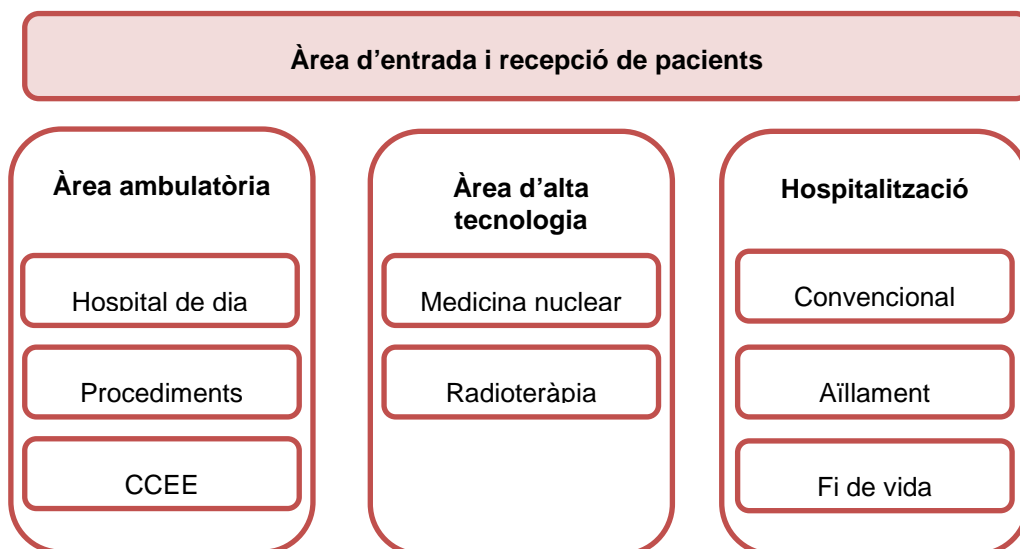 Àrea d’entrada i recepció de pacients
Àrea ambulatòria
Hospital de dia
Procediments
CCEE
Àrea d’alta
tecnologia
Medicina nuclear
Radioteràpia
Hospitalització
Convencional
Aïllament
Fi de vida